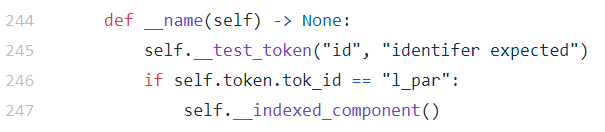 244 def __name(self) -> None:
245 self.__test_token("id", "identifer expected")
246 if self.token.tok_id == "l_par":
247 self.__indexed_component()